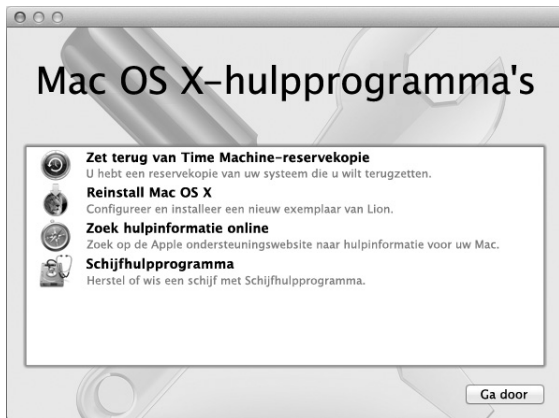 Mac OS X-hulpprogramma's
Zet terug van Time Machine-reservekopie
U hebt een reservekopie van uw systeem die u wilt terugzetten.
Reinstall Mac OS X
Configureer en installeer een nieuw exemplaar van Lion.
Zoek hulpinformatie online
Zoek op de Apple ondersteuningswebsite naar hulpinformatie voor uw Mac.
Schijfhulpprogramma
Herstel of wis een schijf met Schijfhulpprogramma.
Ga door